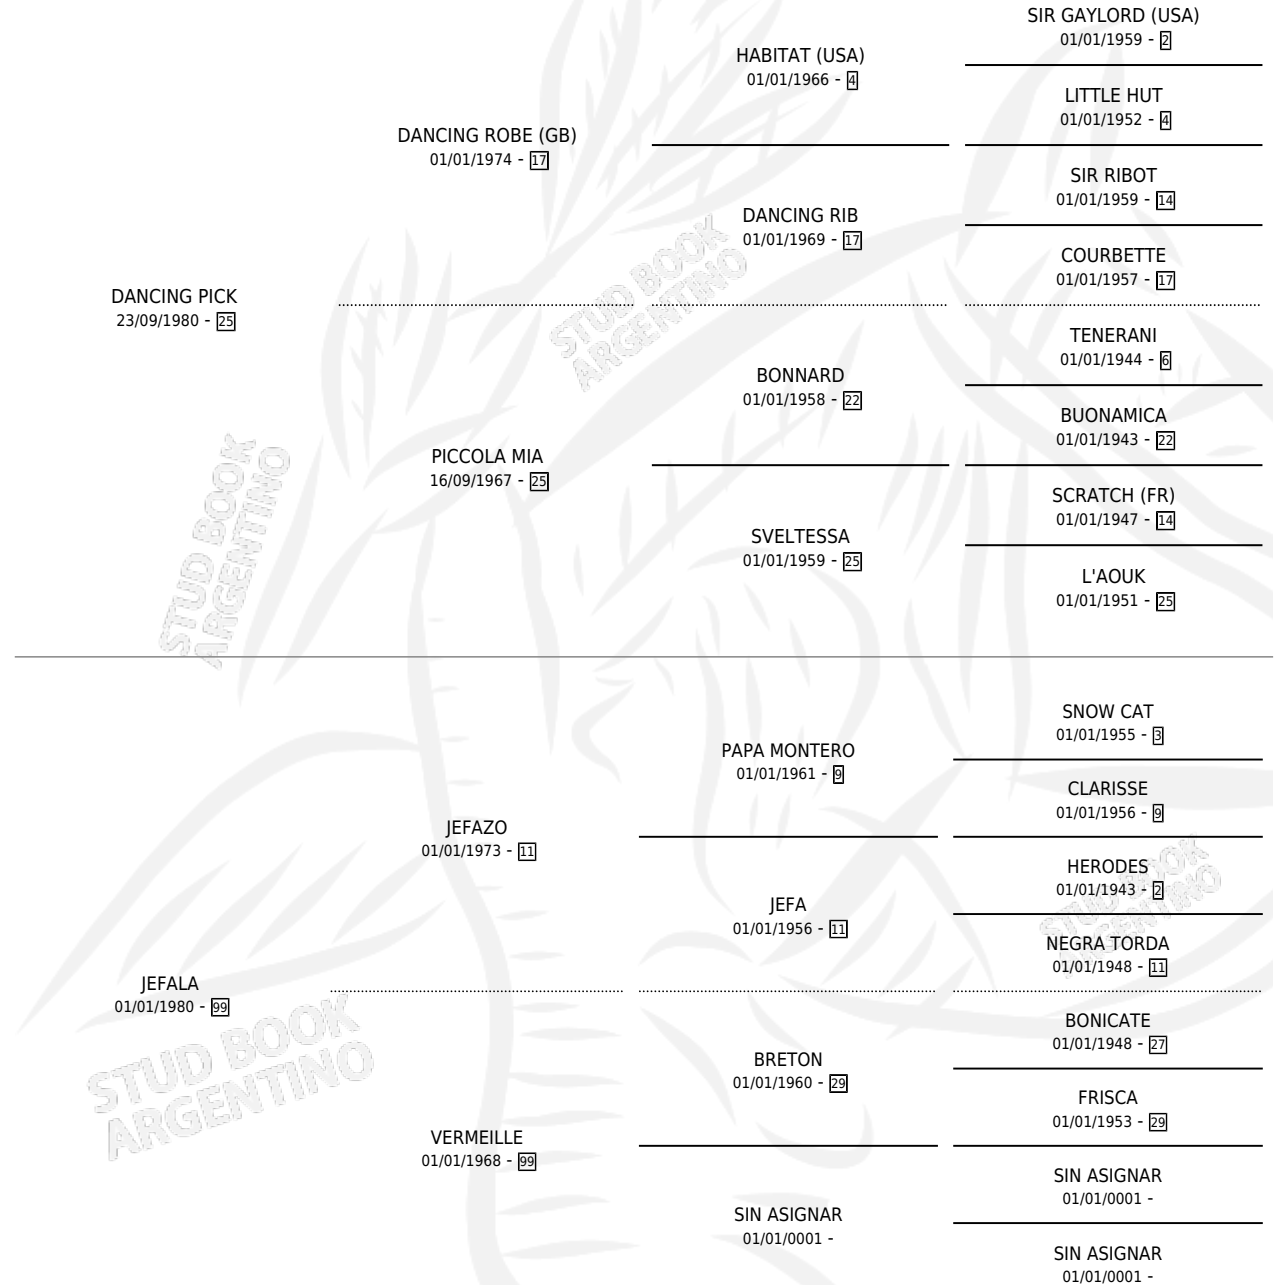 SIR GAYLORD (USA)
01/01/1959 - 2
HABITAT (USA)
01/01/1966 - 4
LITTLE HUT
01/01/1952 - 4
DANCING ROBE (GB)
01/01/1974 - 17
SIR RIBOT
01/01/1959 - 14
DANCING RIB
01/01/1969 - 17
COURBETTE
01/01/1957 - 17
DANCING PICK
23/09/1980 - 25
STUD BOOK
ARGENTINO
TENERANI
01/01/1944 - 6
BONNARD
01/01/1958 - 22
BUONAMICA
01/01/1943 - 22
PICCOLA MIA
16/09/1967 - 25
SCRATCH (FR)
01/01/1947 - 14
SVELTESSA
01/01/1959 - 25
L'AOUK
01/01/1951 - 25
STUD BOOK
ARGENTINO
SNOW CAT
01/01/1955 - 3
PAPA MONTERO
01/01/1961 - 9
CLARISSE
01/01/1956 - 9
JEFAZO
01/01/1973 - 11
HERODES
01/01/1943 - 2
JEFA
01/01/1956 - 11
STUD BOOK
ARGENTINO
NEGRA TORDA
01/01/1948 - 11
JEFALA
01/01/1980 - 99
BONICATE
01/01/1948 - 27
BRETON
01/01/1960 - 29
STUD BOOK
ARGENTINO
FRISCA
01/01/1953 - 29
VERMEILLE
01/01/1968 - 99
SIN ASIGNAR
01/01/0001 -
SIN ASIGNAR
01/01/0001 -
SIN ASIGNAR
01/01/0001 -